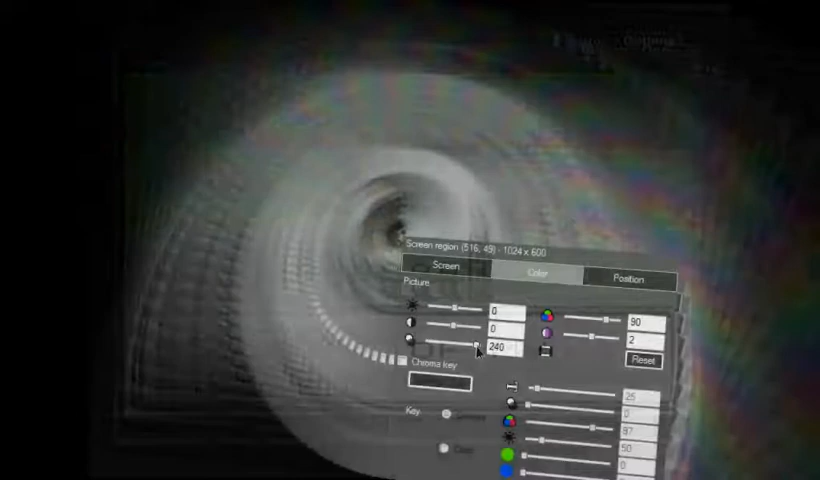 Screen region (516, 49) - 1024 x 600
Screen Color Position
Picture
0 90
0 2
240
Reset
Chroma key
25
0
Key: 87
50
0